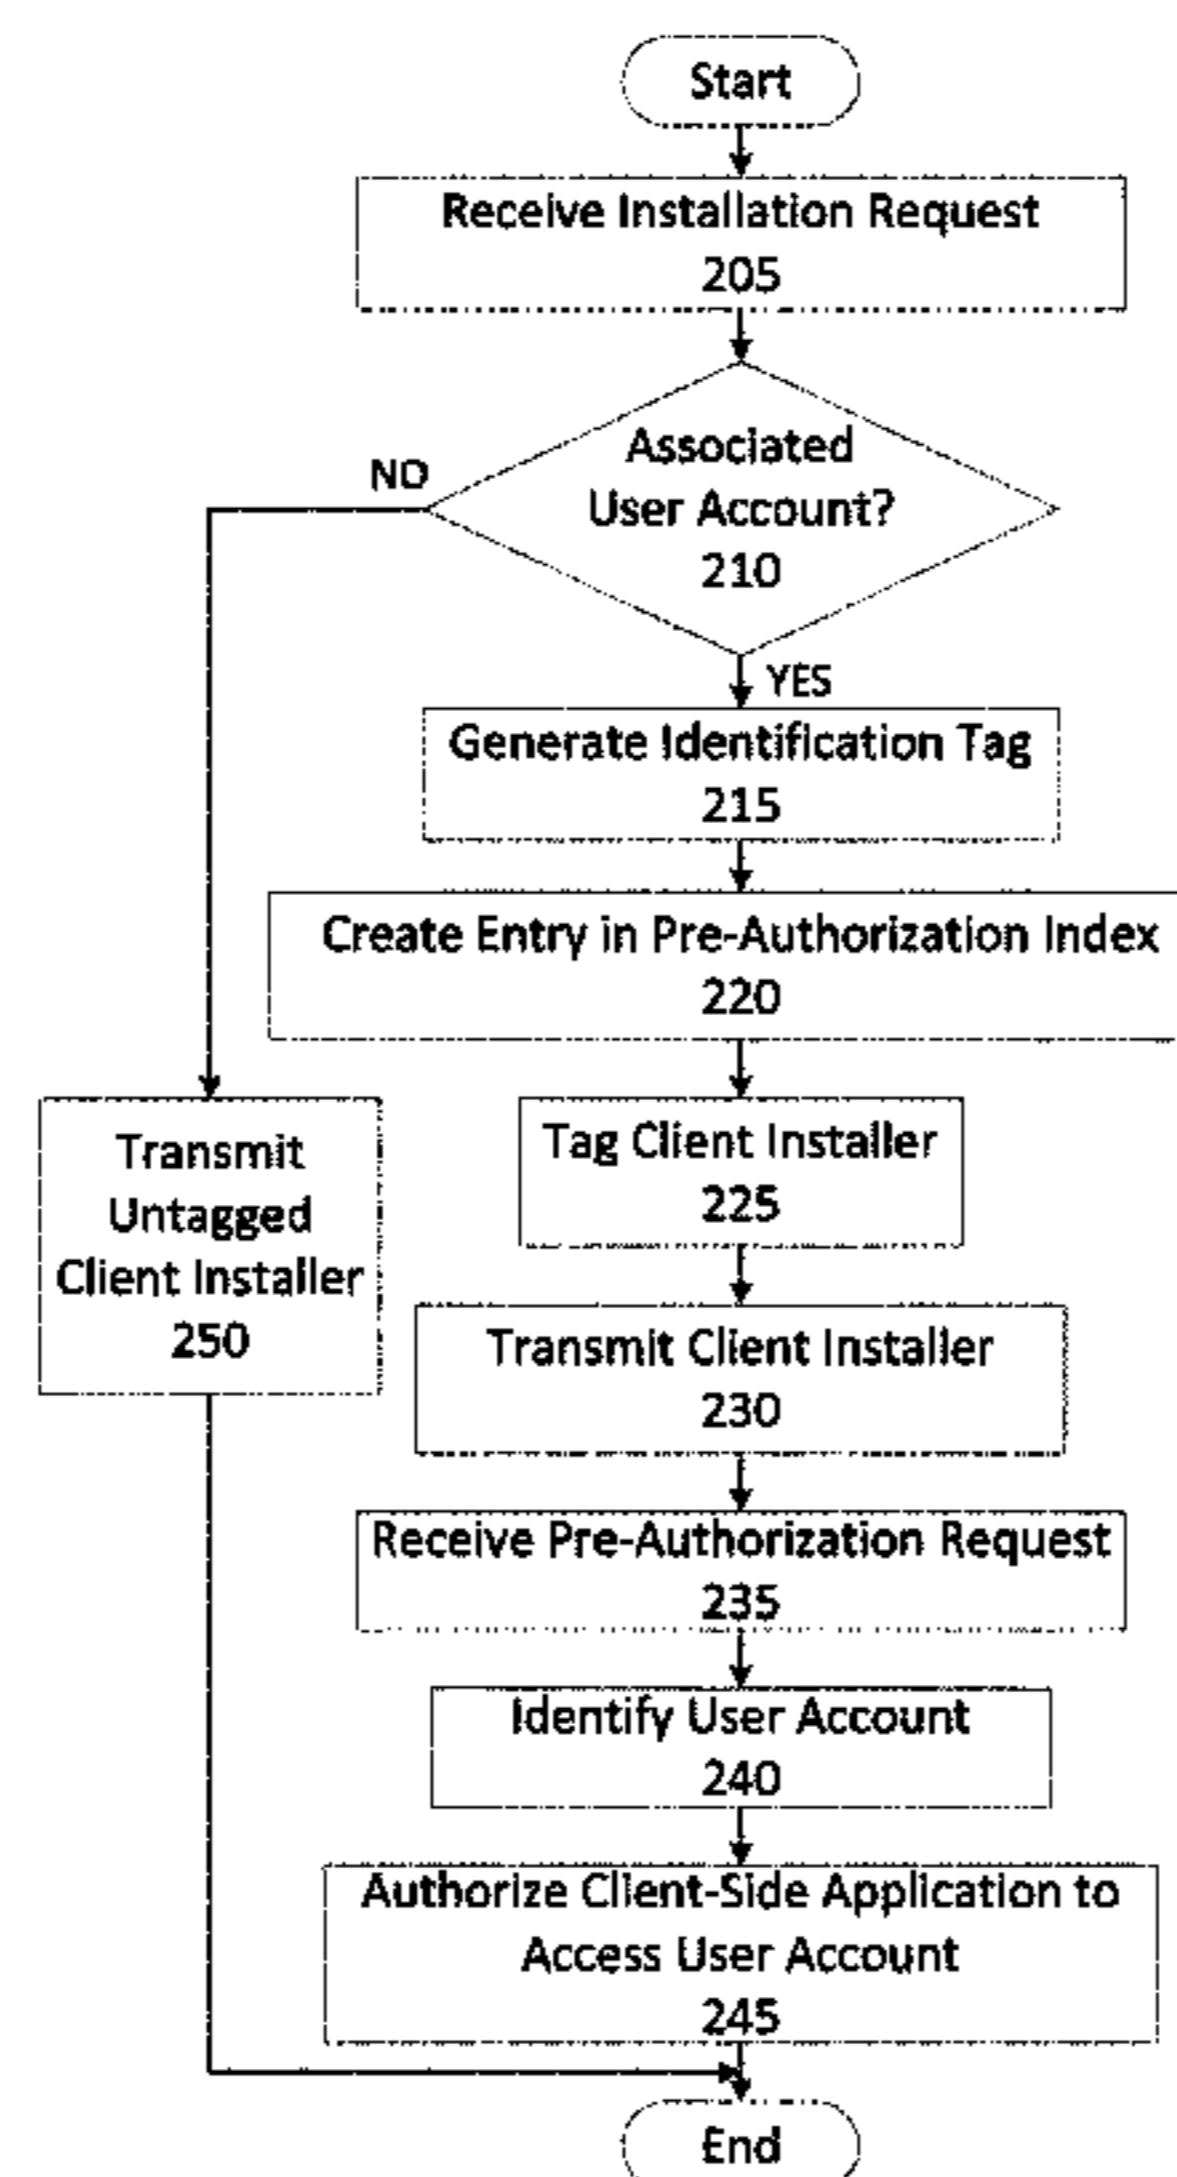 Start
Receive Installation Request
205
Associated
User Account?
210
NO
YES
Generate Identification Tag
215
Create Entry in Pre-Authorization Index
220
Transmit
Untagged
Client Installer
250
Tag Client Installer
225
Transmit Client Installer
230
Receive Pre-Authorization Request
235
Identify User Account
240
Authorize Client-Side Application to
Access User Account
245
End